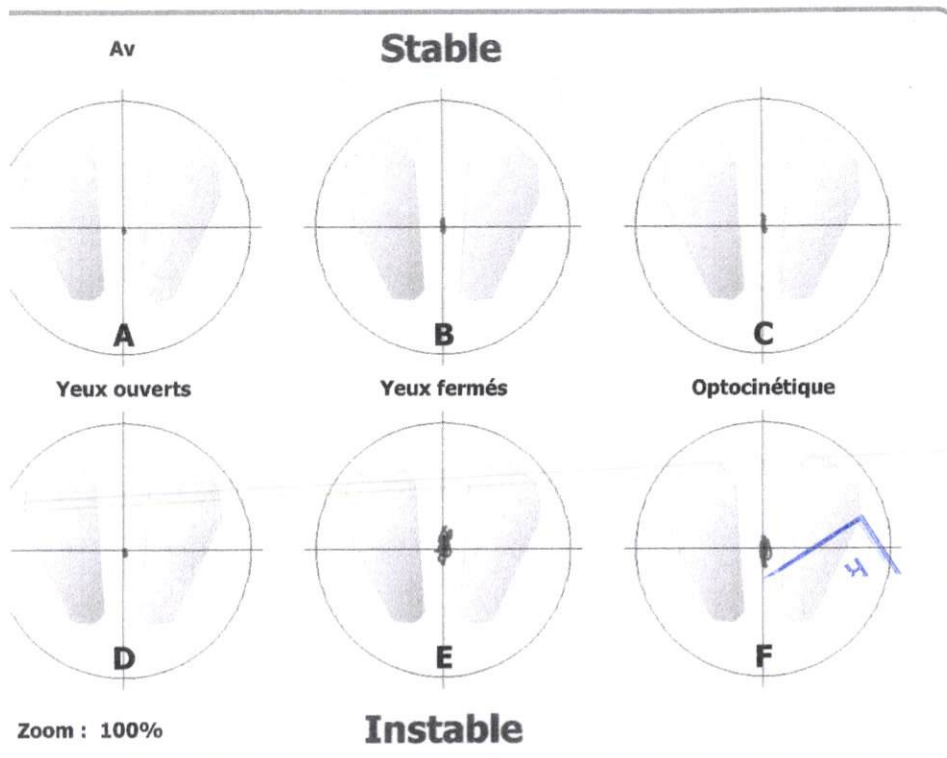 Av
Stable
A
B
C
Yeux ouverts
Yeux fermés
Optocinétique
D
E
F
Zoom : 100%
Instable